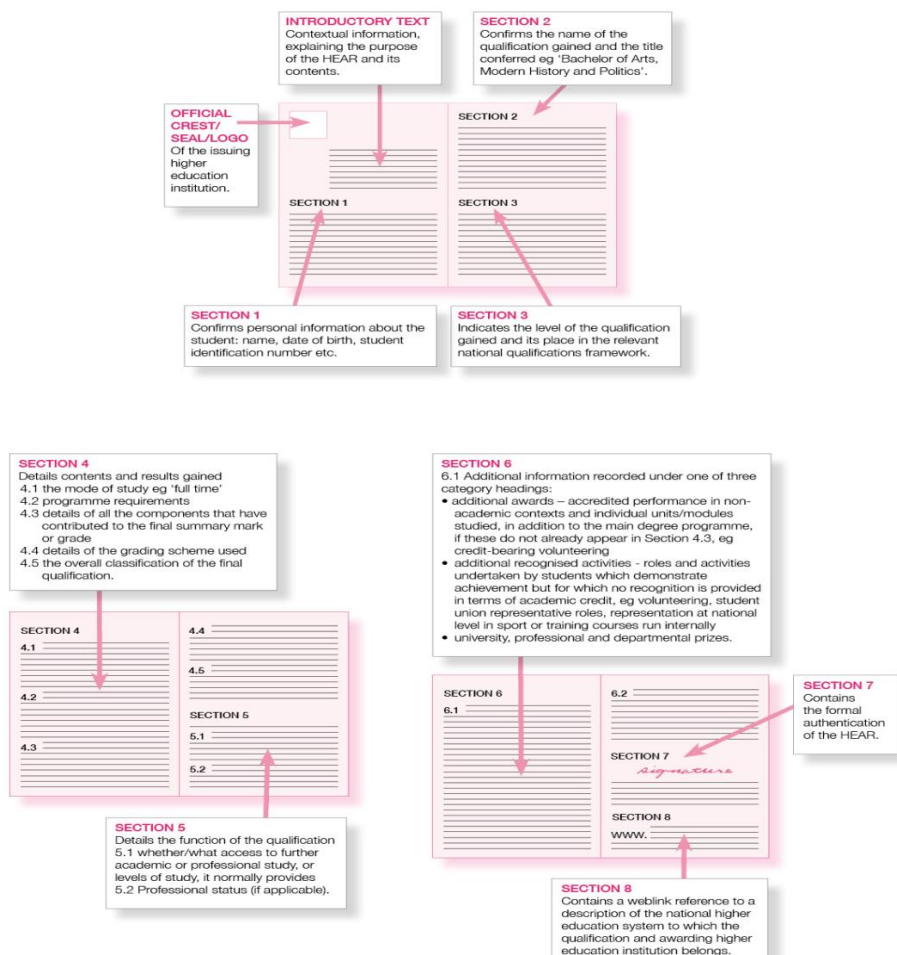 INTRODUCTORY TEXT
Contextual information,
explaining the purpose
of the HEAR and its
contents.
SECTION 2
Confirms the name of the
qualification gained and the title
conferred eg 'Bachelor of Arts,
Modern History and Politics'.
OFFICIAL
CREST/
SEAL/LOGO
Of the issuing
higher
education
institution.
SECTION 2
SECTION 1
SECTION 3
SECTION 1
Confirms personal information about the
student: name, date of birth, student
identification number etc.
SECTION 3
Indicates the level of the qualification
gained and its place in the relevant
national qualifications framework.
SECTION 4
Details contents and results gained
4.1 the mode of study eg 'full time'
4.2 programme requirements
4.3 details of all the components that have
contributed to the final summary mark
or grade
4.4 details of the grading scheme used
4.5 the overall classification of the final
qualification.
SECTION 4
4.1
4.2
4.3
4.4
4.5
SECTION 5
5.1
5.2
SECTION 5
Details the function of the qualification
5.1 whether/what access to further
academic or professional study, or
levels of study, it normally provides
5.2 Professional status (if applicable).
SECTION 6
6.1 Additional information recorded under one of three
category headings:
• additional awards – accredited performance in non-
academic contexts and individual units/modules
studied, in addition to the main degree programme,
if these do not already appear in Section 4.3, eg
credit-bearing volunteering
• additional recognised activities - roles and activities
undertaken by students which demonstrate
achievement but for which no recognition is provided
in terms of academic credit, eg volunteering, student
union representative roles, representation at national
level in sport or training courses run internally
• university, professional and departmental prizes.
SECTION 6
6.1
6.2
SECTION 7
signature
SECTION 8
www.
SECTION 7
Contains
the formal
authentication
of the HEAR.
SECTION 8
Contains a weblink reference to a
description of the national higher
education system to which the
qualification and awarding higher
education institution belongs.